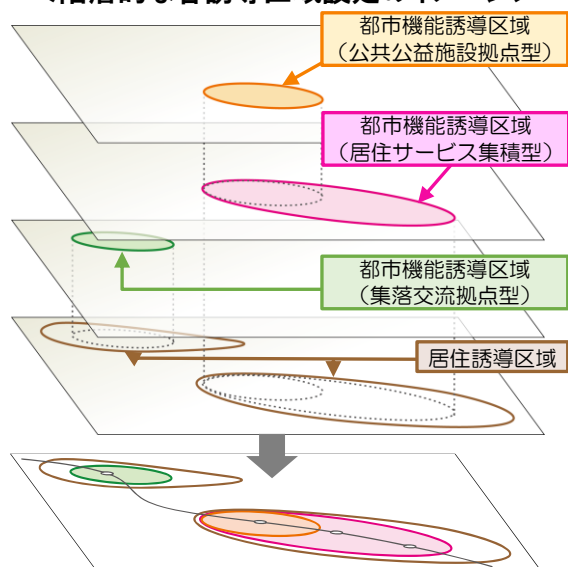 都市機能誘導区域
（公共公益施設拠点型）
都市機能誘導区域
（居住サービス集積型）
都市機能誘導区域
（集落交流拠点型）
居住誘導区域